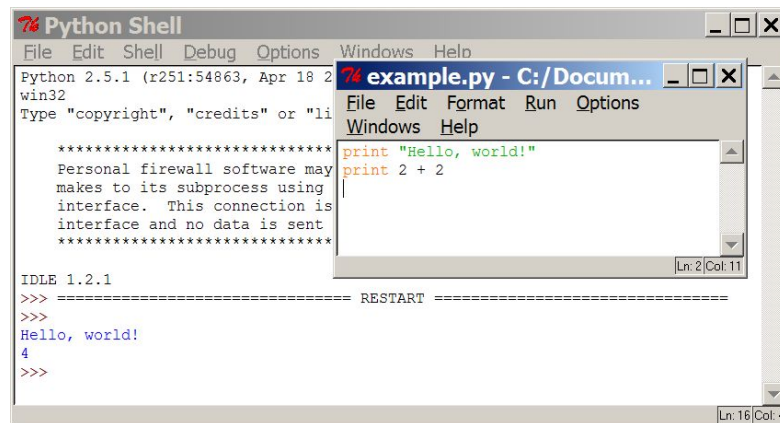 Python Shell
File Edit Shell Debug Options Windows Help
Python 2.5.1 (r251:54863, Apr 18 2
win32
Type "copyright", "credits" or "li
**********************************
Personal firewall software may
makes to its subprocess using
interface. This connection is
interface and no data is sent
**********************************
IDLE 1.2.1
>>> ================================ RESTART ================================
>>>
Hello, world!
4
>>>
Ln: 16 Col: 4
example.py - C:/Docum...
File Edit Format Run Options
Windows Help
print "Hello, world!"
print 2 + 2
Ln: 2 Col: 11